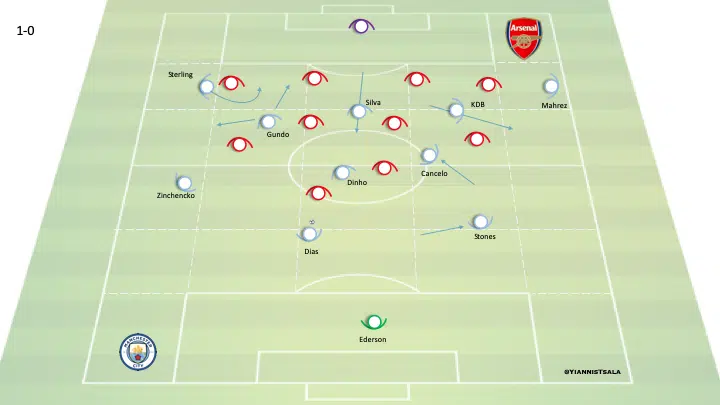 1-0
Arsenal
Sterling
Silva
KDB
Mahrez
Gundo
Cancelo
Dinho
Zinchencko
Stones
Dias
Ederson
MANCHESTER
CITY
@YIANNISTSALA